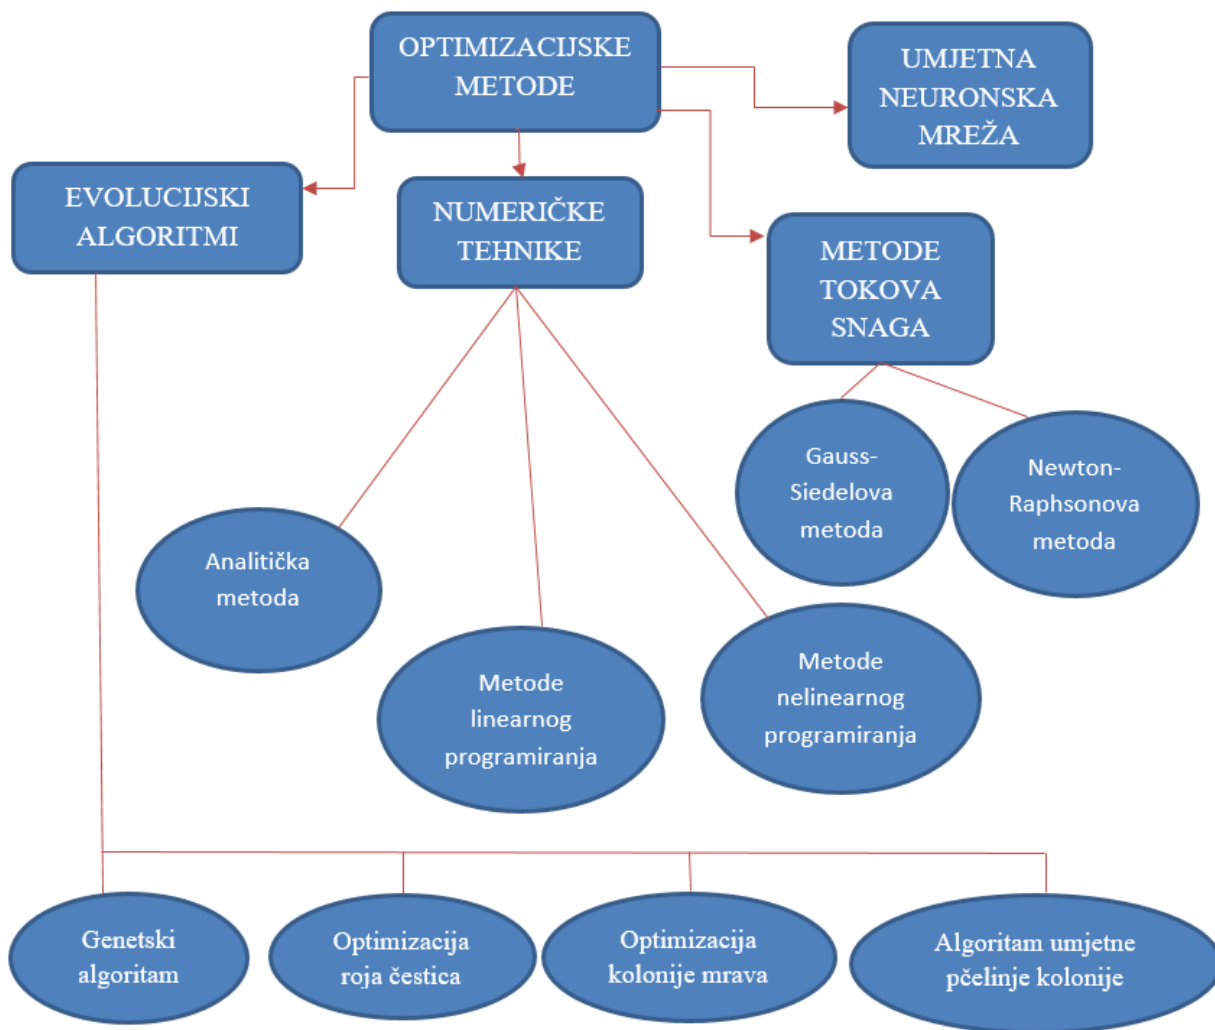 OPTIMIZACIJSKE
METODE
UMJETNA
NEURONSKA
MREŽA
EVOLUCIJSKI
ALGORITMI
NUMERIČKE
TEHNIKE
METODE
TOKOVA
SNAGA
Gauss-
Siedelova
metoda
Newton-
Raphsonova
metoda
Analitička
metoda
Metode
linearnog
programiranja
Metode
nelinearnog
programiranja
Genetski
algoritam
Optimizacija
roja čestica
Optimizacija
kolonije mrava
Algoritam umjetne
pčelinje kolonije